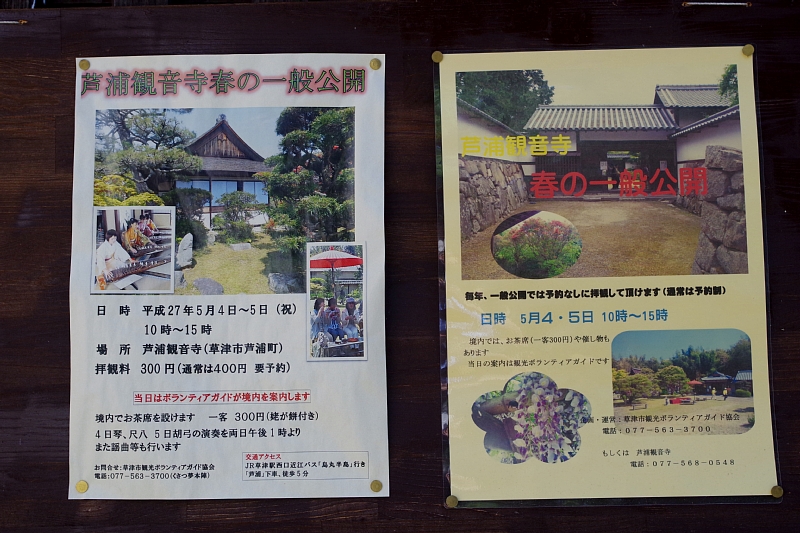 芦浦観音寺春の一般公開
日 時 平成27年5月4日～5日（祝）
10時～15時
場 所 芦浦観音寺(草津市芦浦町)
拝観料 300円(通常は400円 要予約)
当日はボランティアガイドが境内を案内します
境内でお茶席を設けます 一客 300円(姥が餅付き)
4日琴、尺八 5日胡弓の演奏を両日午後1時より
また謡曲等も行います
お問合せ:草津市観光ボランティアガイド協会
電話:077-563-3700(くさつ夢本陣)
交通アクセス
JR草津駅西口近江バス「烏丸半島」行き
「芦浦」下車、徒歩5分
芦浦観音寺
春の一般公開
毎年、一般公開では予約なしに拝観して頂けます(通常は予約制)
日時 5月4・5日 10時～15時
境内では、お茶席(一客300円)や催し物も
あります
当日の案内は観光ボランティアガイドです
企画・運営：草津市観光ボランティアガイド協会
電話：077-563-3700
もしくは 芦浦観音寺
電話：077-568-0548